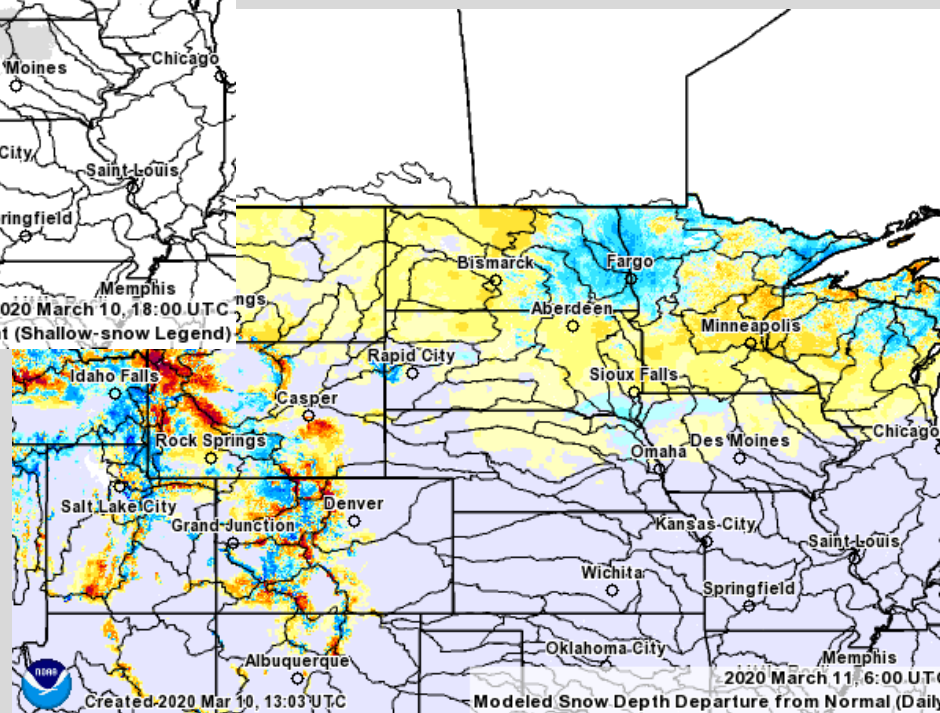 Chicago
Moines
City
Saint Louis
ringfield
Memphis
020 March 10, 18:00 UTC
t (Shallow-snow Legend)
ngs
Bismarck
Fargo
Aberdeen
Minneapolis
Rapid City
Idaho Falls
Sioux Falls
Casper
Rock Springs
Des Moines
Chicago
Omaha
Salt Lake City
Denver
Grand Junction
Kansas City
Saint Louis
Wichita
Springfield
Oklahoma City
Albuquerque
Memphis
noaa
2020 March 11, 6:00 UTC
Created 2020 Mar 10, 13:03 UTC
Modeled Snow Depth Departure from Normal (Daily